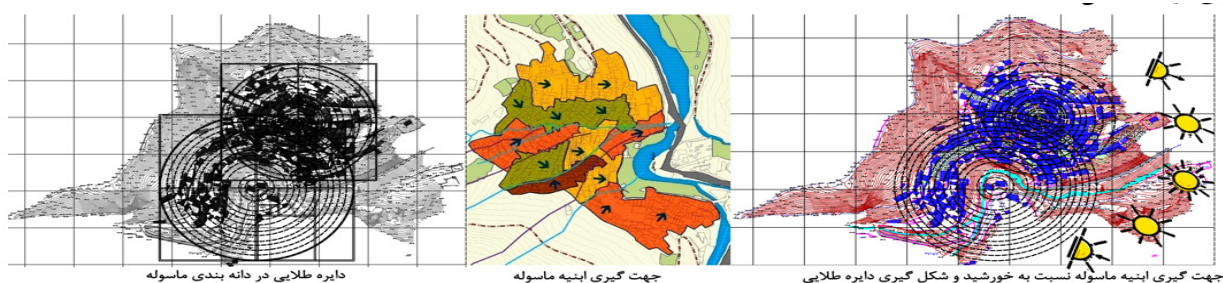 جهت گیری ابنیه ماسوله نسبت به خورشید و شکل گیری دایره طلایی
جهت گیری ابنیه ماسوله
دایره طلایی در دانه بندی ماسوله